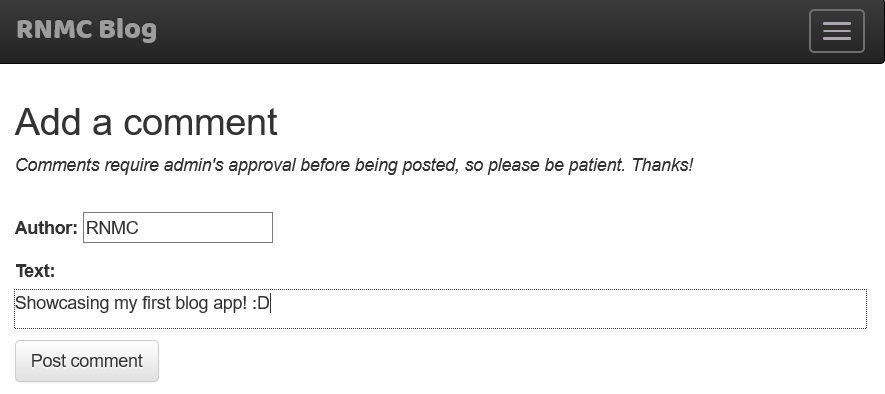 RNMC Blog
Add a comment
Comments require admin's approval before being posted, so please be patient. Thanks!
Author: RNMC
Text:
Showcasing my first blog app! :D
Post comment